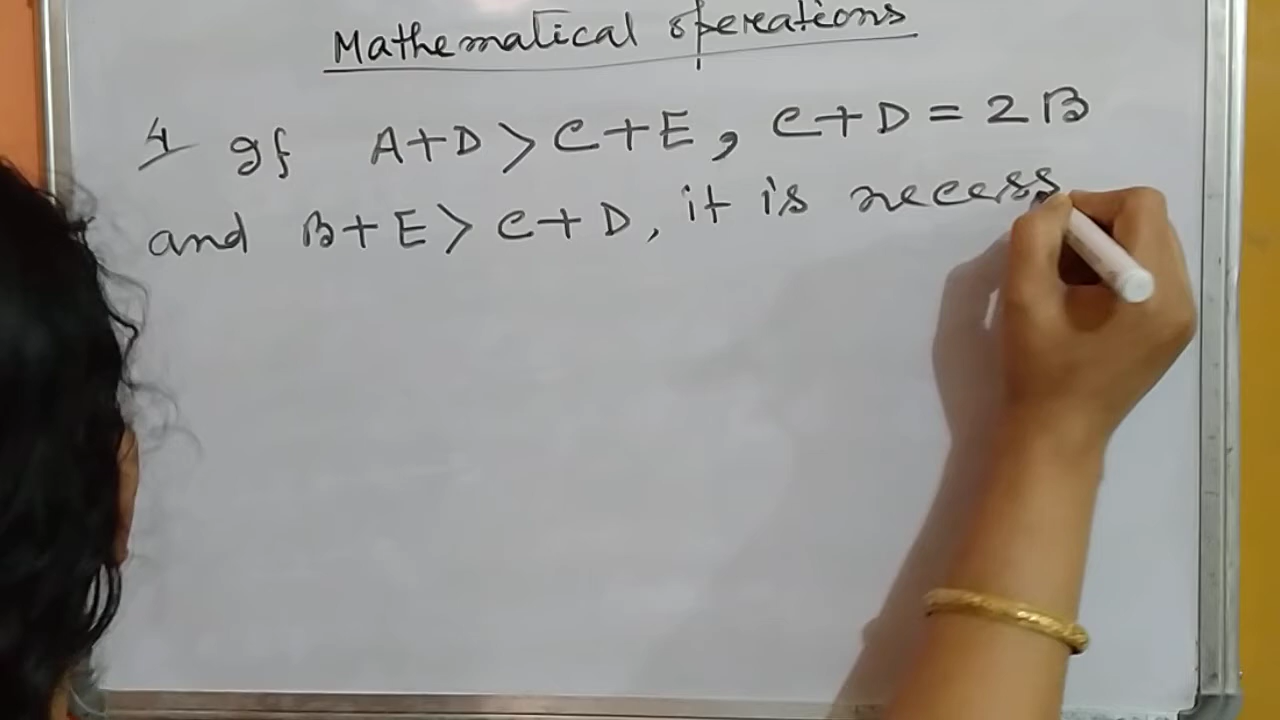 Mathematical operations
4 If A+D > C+E, C+D = 2B
and B+E > C+D, it is necess